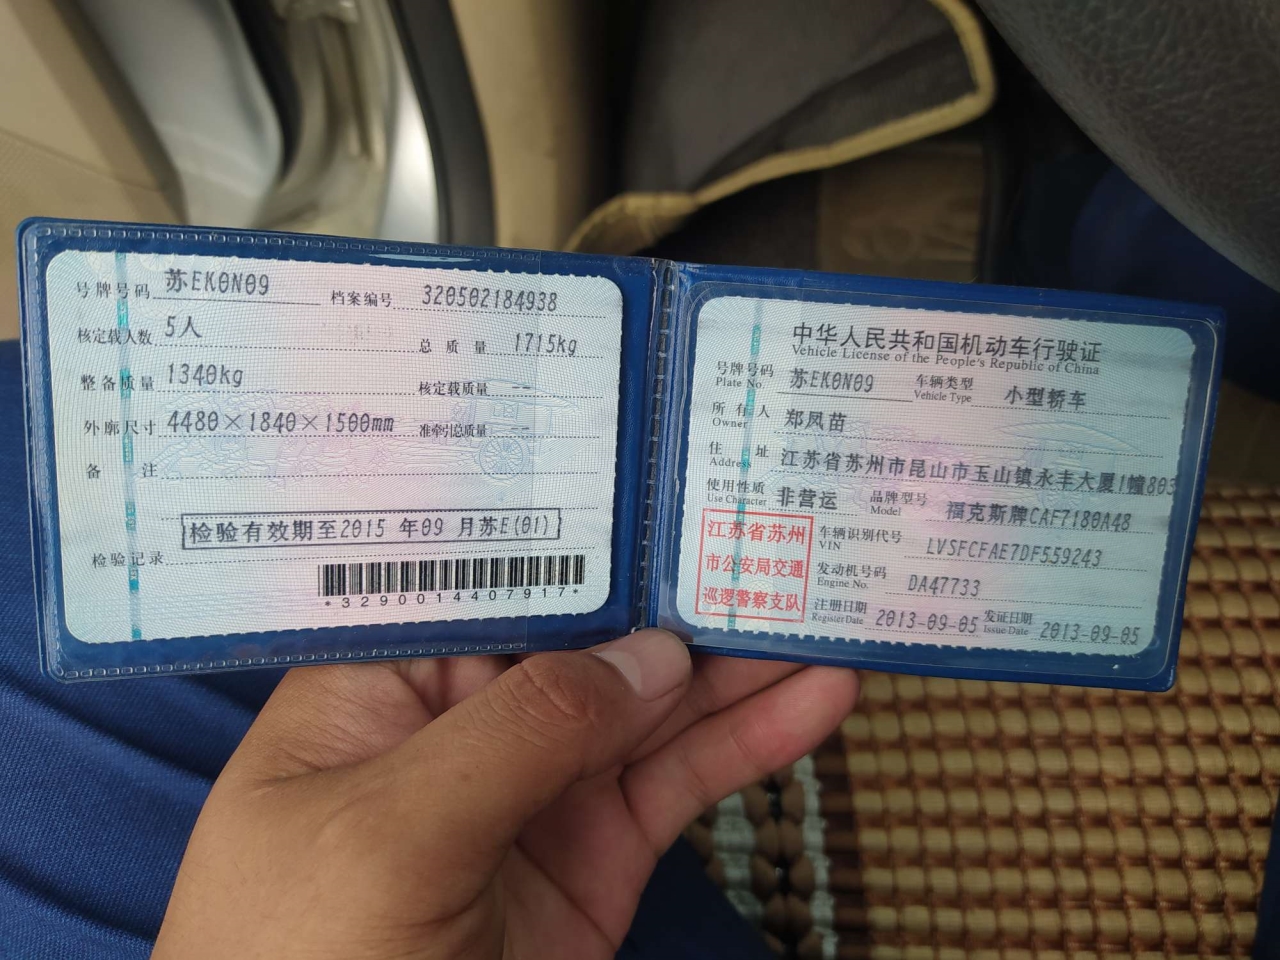 号牌号码 苏EK0N09 档案编号 320502184938
核定载人数 5人 总质量 1715kg
整备质量 1340kg 核定载质量 --
外廓尺寸 4480×1840×1500mm 准牵引总质量 --
备注
检验有效期至2015 年09 月苏E(01)
检验记录
*3290014407917*
中华人民共和国机动车行驶证
Vehicle License of the People's Republic of China
号牌号码 苏EK0N09 车辆类型 小型轿车
Plate No. Vehicle Type
所有人 郑凤苗
Owner
住址 江苏省苏州市昆山市玉山镇永丰大厦1幢803
Address
使用性质 非营运 品牌型号 福克斯牌CAF7180A48
Use Character Model
江苏省苏州
市公安局交通
巡逻警察支队
车辆识别代号 LVSFCFAE7DF559243
VIN
发动机号码 DA47733
Engine No.
注册日期 2013-09-05 发证日期 2013-09-05
Register Date Issue Date